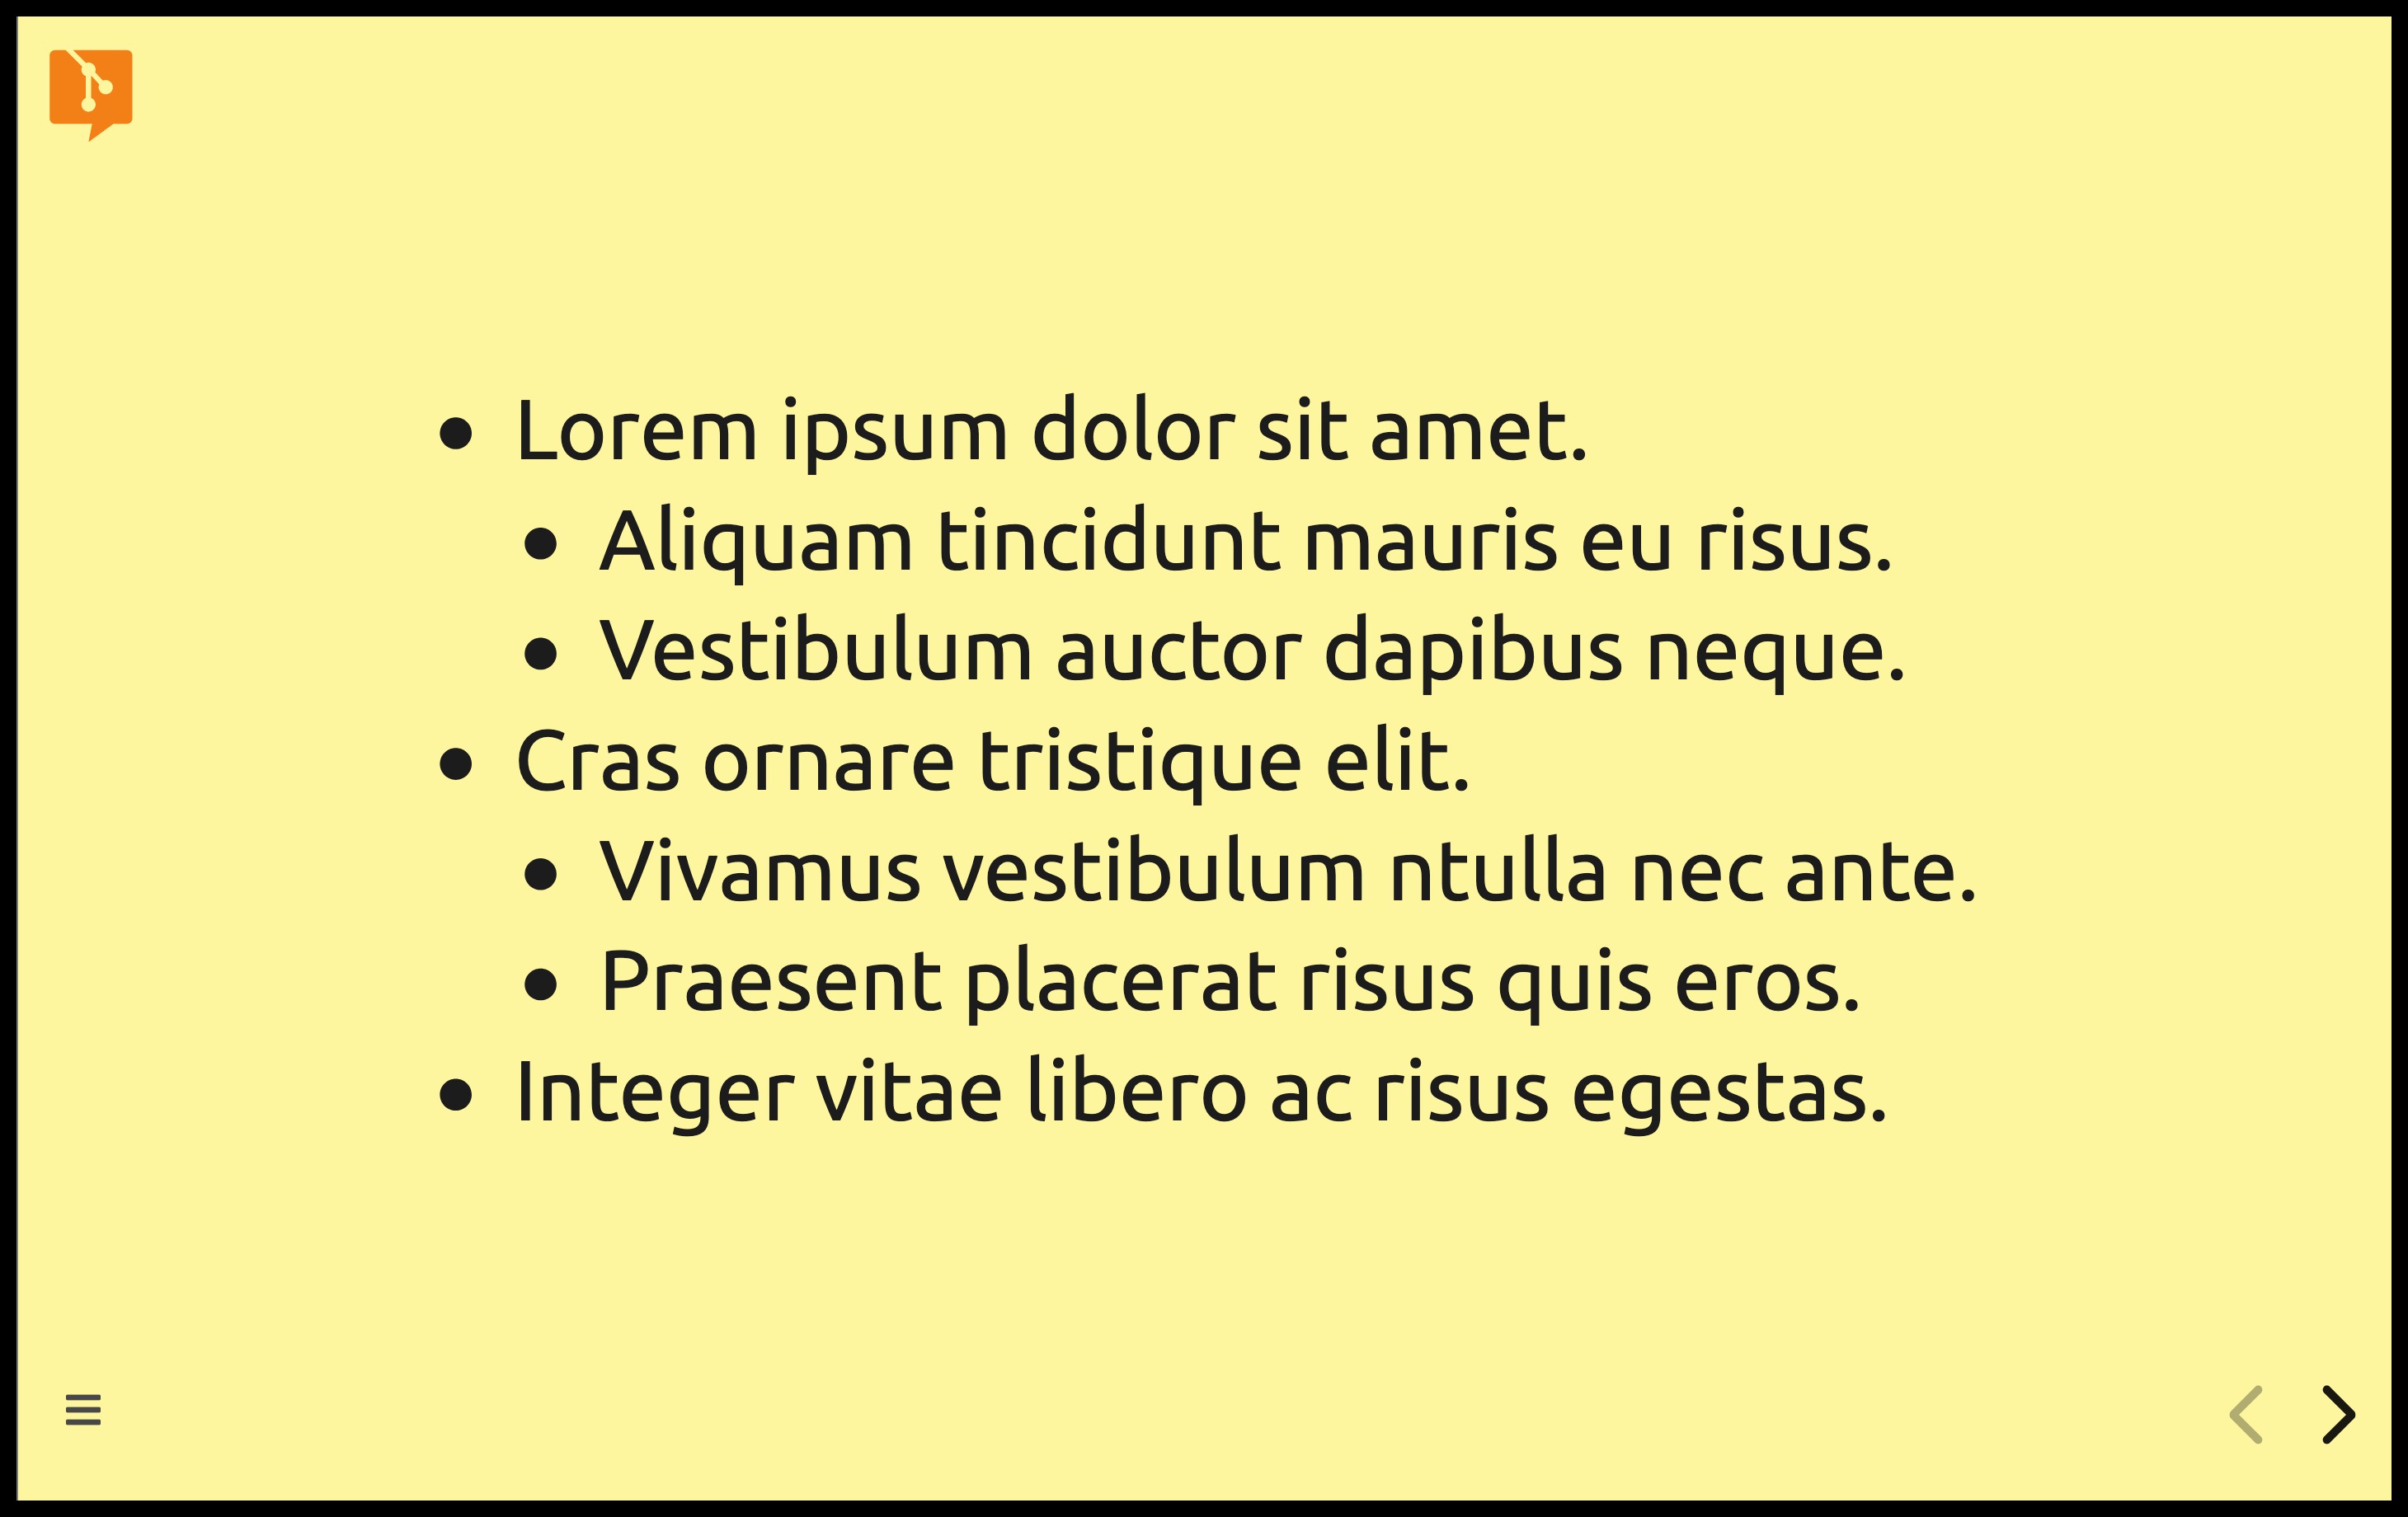 Lorem ipsum dolor sit amet.
Aliquam tincidunt mauris eu risus.
Vestibulum auctor dapibus neque.
Cras ornare tristique elit.
Vivamus vestibulum ntulla nec ante.
Praesent placerat risus quis eros.
Integer vitae libero ac risus egestas.